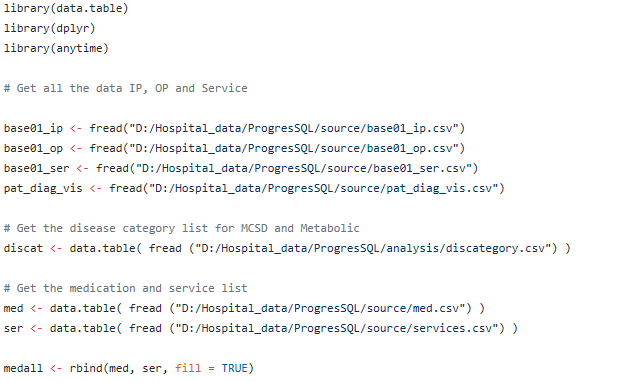 library(data.table)
library(dplyr)
library(anytime)
# Get all the data IP, OP and Service
base01_ip <- fread("D:/Hospital_data/ProgresSQL/source/base01_ip.csv")
base01_op <- fread("D:/Hospital_data/ProgresSQL/source/base01_op.csv")
base01_ser <- fread("D:/Hospital_data/ProgresSQL/source/base01_ser.csv")
pat_diag_vis <- fread("D:/Hospital_data/ProgresSQL/source/pat_diag_vis.csv")
# Get the disease category list for MCSD and Metabolic
discat <- data.table( fread ("D:/Hospital_data/ProgresSQL/analysis/discategory.csv") )
# Get the medication and service list
med <- data.table( fread ("D:/Hospital_data/ProgresSQL/source/med.csv") )
ser <- data.table( fread ("D:/Hospital_data/ProgresSQL/source/services.csv") )
medall <- rbind(med, ser, fill = TRUE)